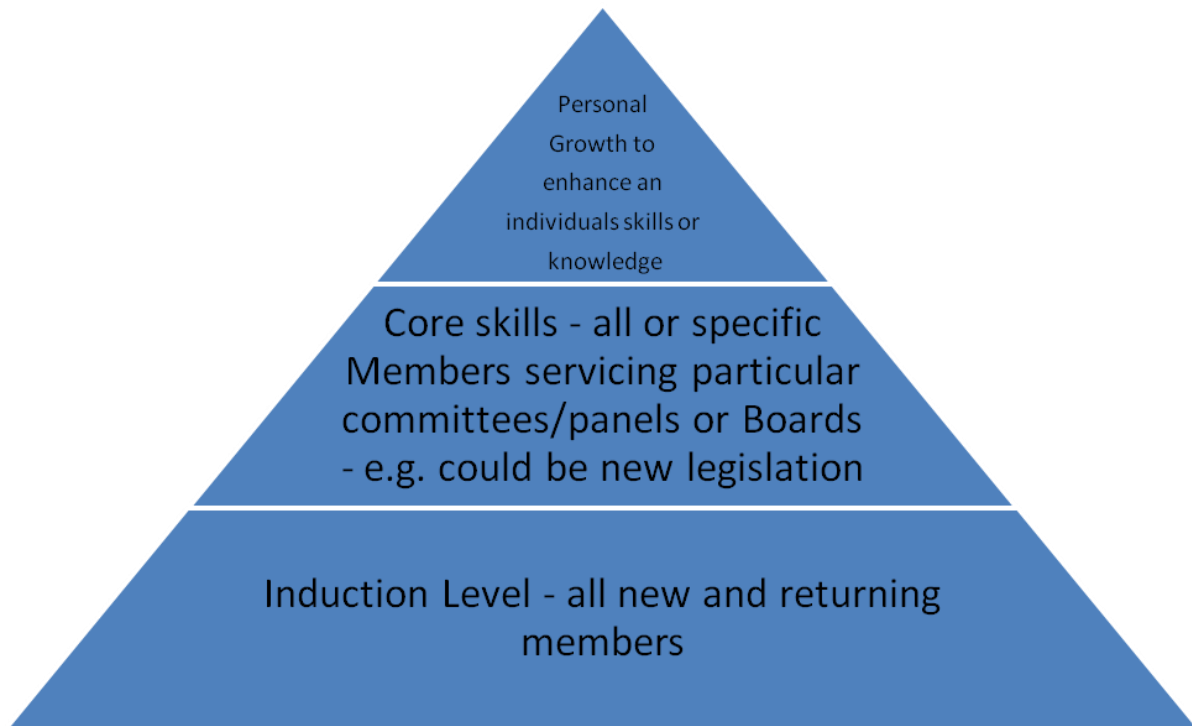 Personal
Growth to
enhance an
individuals skills or
knowledge
Core skills - all or specific
Members servicing particular
committees/panels or Boards
- e.g. could be new legislation
Induction Level - all new and returning
members